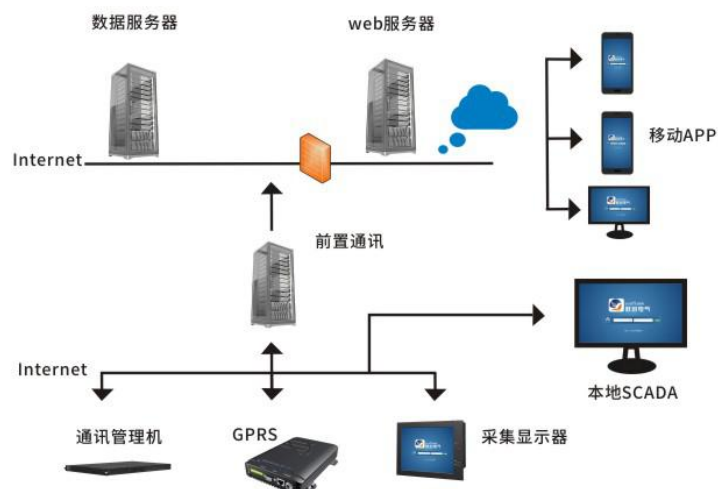 数据服务器
web服务器
移动APP
Internet
前置通讯
Internet
本地SCADA
通讯管理机
GPRS
采集显示器